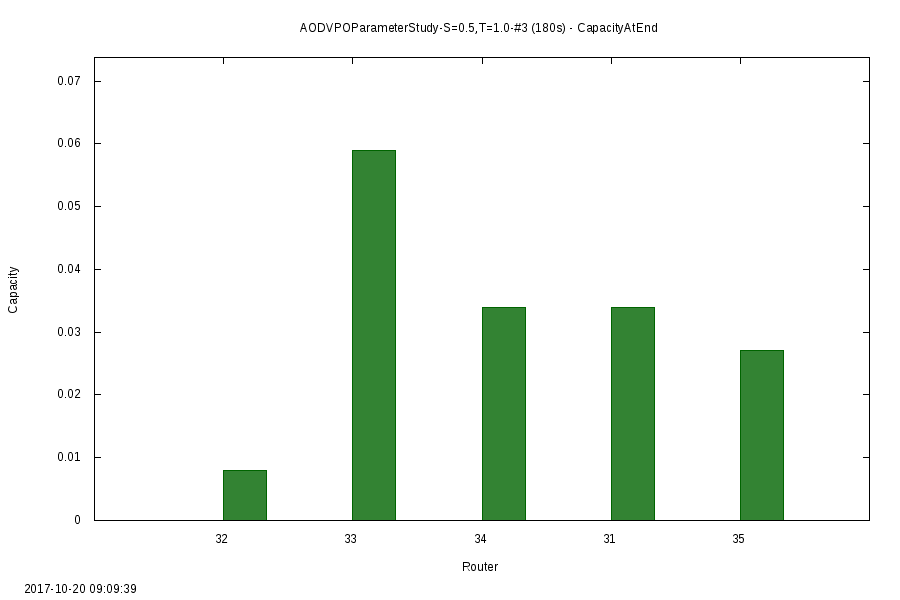 AODVPOParameterStudy-S=0.5,T=1.0-#3 (180s) - CapacityAtEnd
0.07
0.06
0.05
0.04
0.03
0.02
0.01
0
Capacity
32 33 34 31 35
Router
2017-10-20 09:09:39